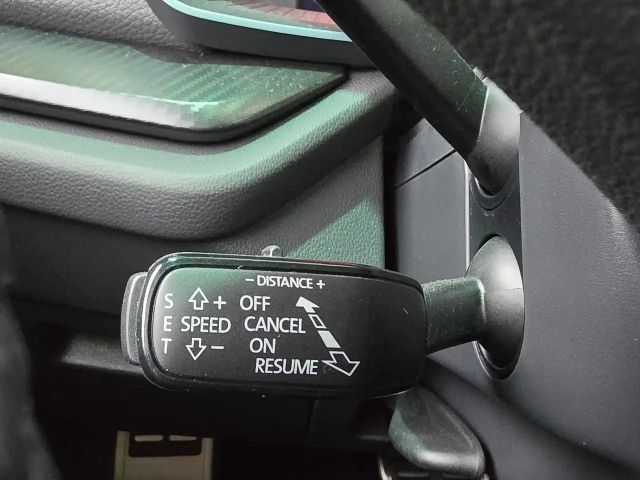 – DISTANCE +
S + OFF
E SPEED CANCEL
T – ON
RESUME